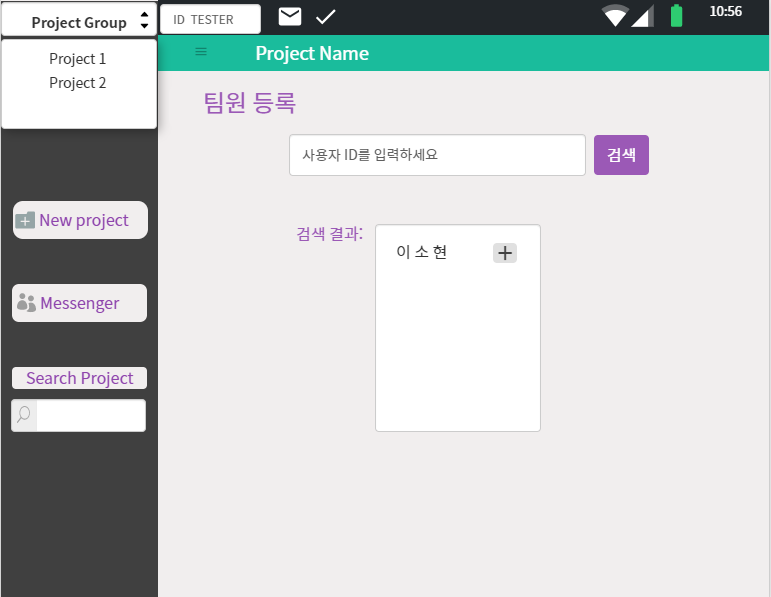 Project Group
ID TESTER
10:56
Project Name
Project 1
Project 2
팀원 등록
사용자 ID를 입력하세요
검색
New project
검색 결과:
이 소 현
Messenger
Search Project